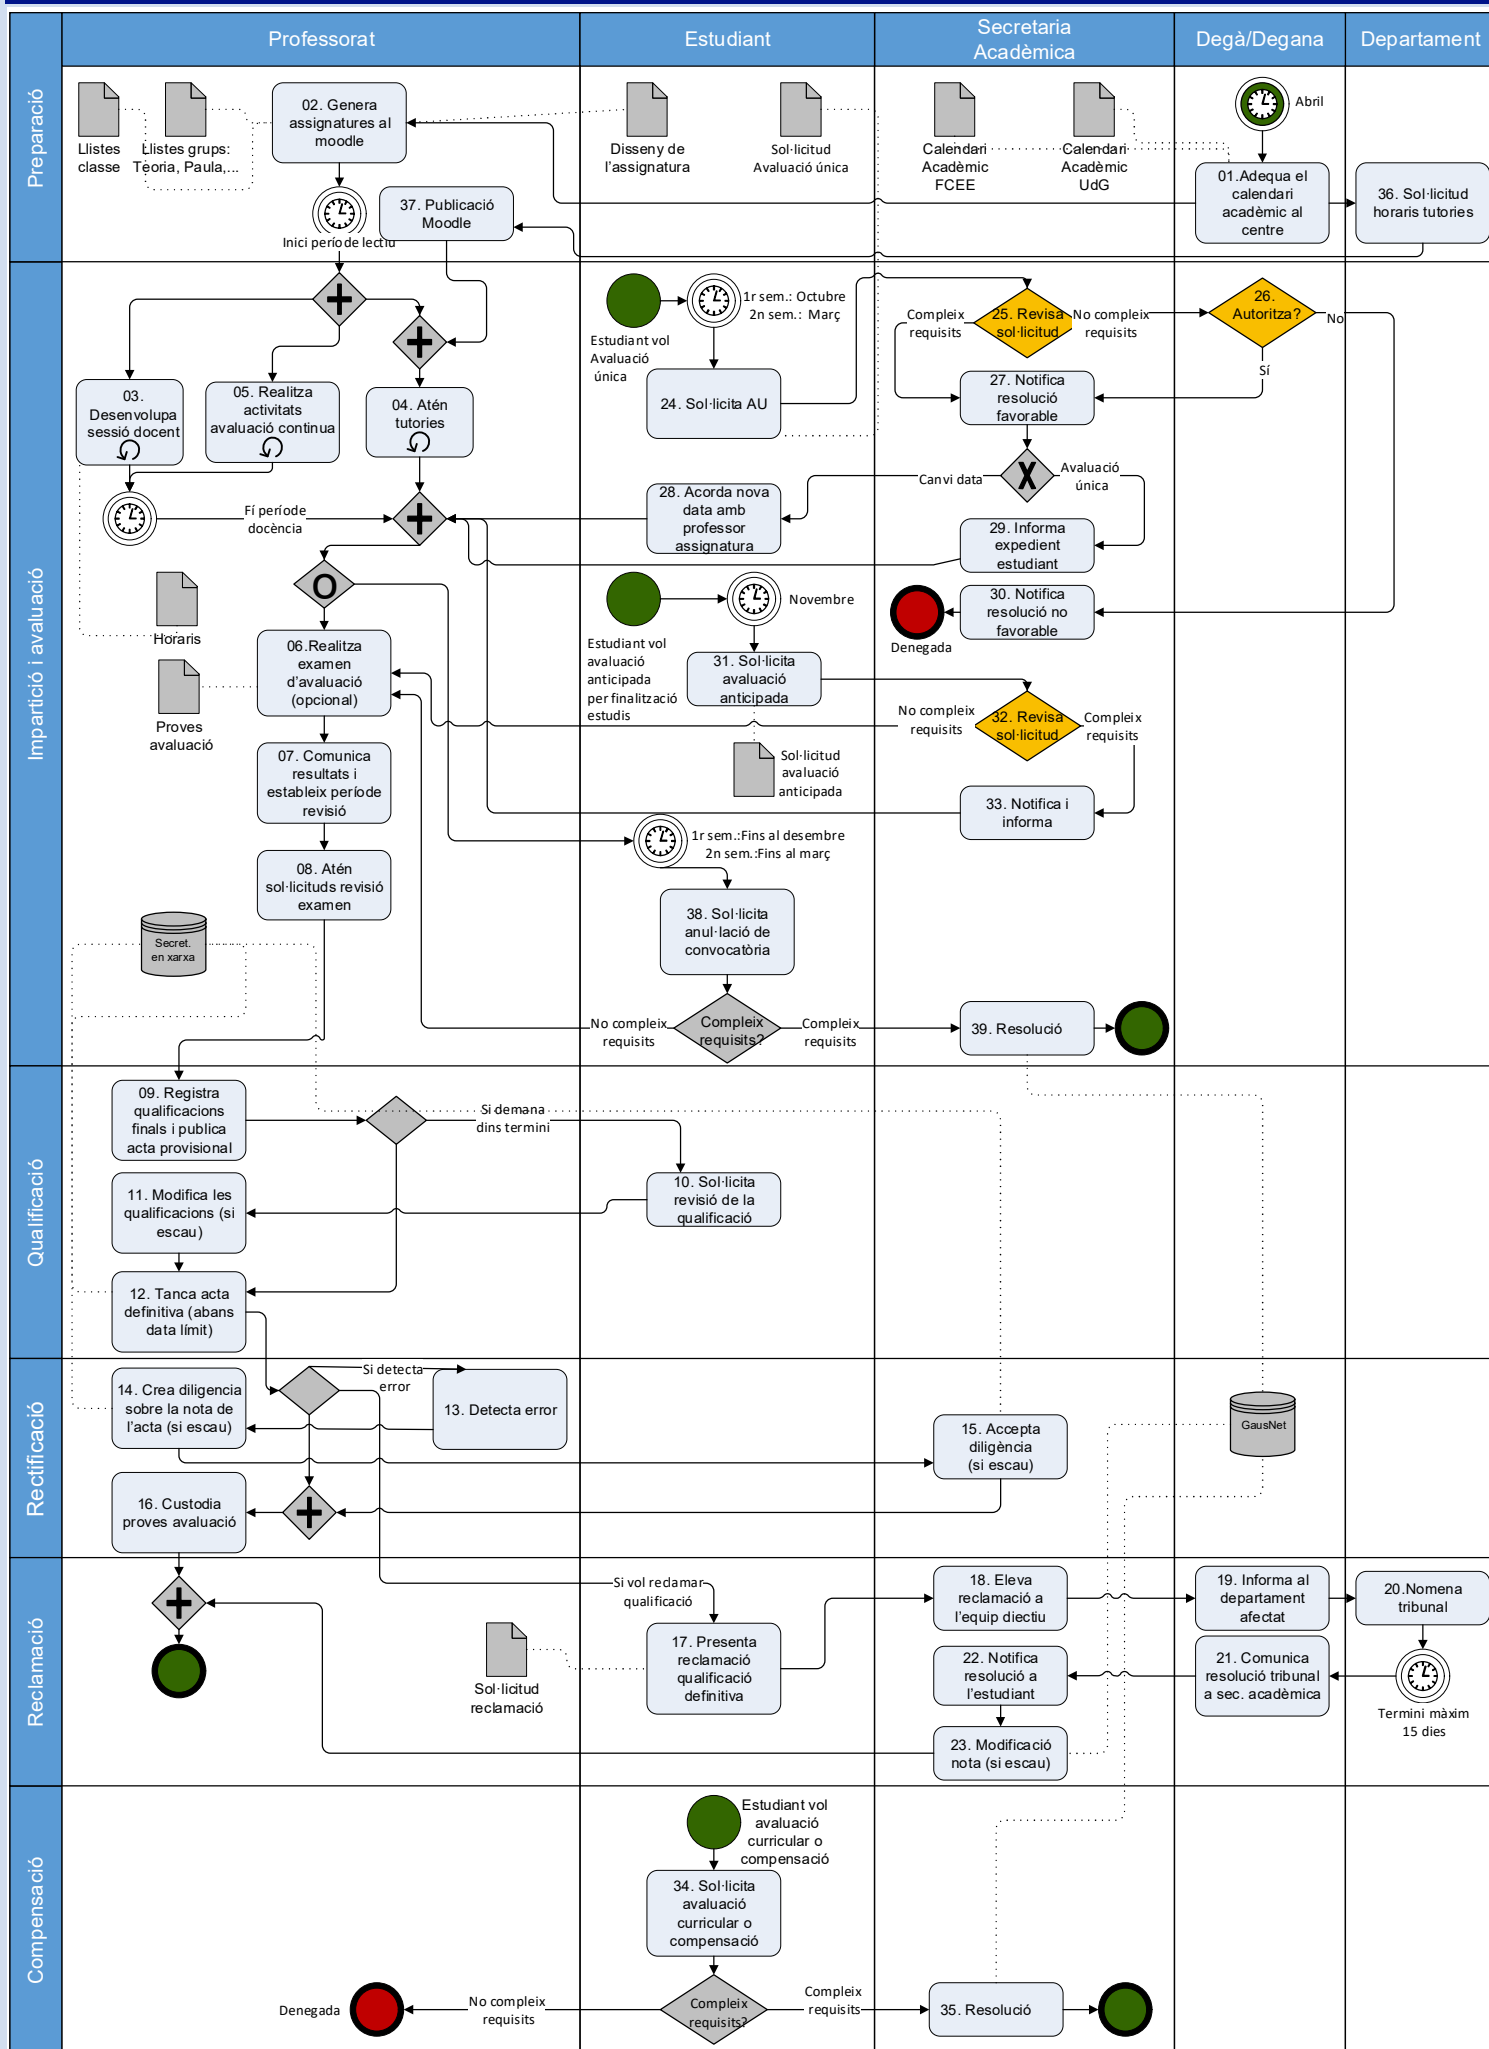 Professorat
Estudiant
Secretaria
Acadèmica
Degà/Degana
Departament
Preparació
Llistes
classe
Llistes grups:
Teoria, Paula,...
02. Genera
assignatures al
moodle
Disseny de
l'assignatura
Sol·licitud
Avaluació única
Calendari
Acadèmic
FCEE
Calendari
Acadèmic
UdG
Abril
01.Adequa el
calendari
acadèmic al
centre
36. Sol·licitud
horaris tutories
37. Publicació
Moodle
Inici període lectiu
Impartició i avaluació
Estudiant vol
Avaluació
única
1r sem.: Octubre
2n sem.: Març
Compleix
requisits
25. Revisa
sol·licitud
No compleix
requisits
26.
Autoritza?
No
Sí
03.
Desenvolupa
sessió docent
05. Realitza
activitats
avaluació continua
04. Atén
tutories
24. Sol·licita AU
27. Notifica
resolució
favorable
Canvi data
X
Avaluació
única
Fí període
docència
28. Acorda nova
data amb
professor
assignatura
29. Informa
expedient
estudiant
O
Horaris
Novembre
30. Notifica
resolució no
favorable
Denegada
Estudiant vol
avaluació
anticipada
per finalització
estudis
06.Realitza
examen
d'avaluació
(opcional)
31. Sol·licita
avaluació
anticipada
Proves
avaluació
No compleix
requisits
32. Revisa
sol·licitud
Compleix
requisits
07. Comunica
resultats i
estableix període
revisió
Sol·licitud
avaluació
anticipada
33. Notifica i
informa
1r sem.:Fins al desembre
2n sem.:Fins al març
08. Atén
sol·licituds revisió
examen
Secret.
en xarxa
38. Sol·licita
anul·lació de
convocatòria
No compleix
requisits
Compleix
requisits?
Compleix
requisits
39. Resolució
Qualificació
09. Registra
qualificacions
finals i publica
acta provisional
Si demana
dins termini
10. Sol·licita
revisió de la
qualificació
11. Modifica les
qualificacions (si
escau)
12. Tanca acta
definitiva (abans
data límit)
Rectificació
Si detecta
error
14. Crea diligencia
sobre la nota de
l'acta (si escau)
13. Detecta error
15. Accepta
diligència
(si escau)
GausNet
16. Custodia
proves avaluació
Reclamació
Si vol reclamar
qualificació
18. Eleva
reclamació a
l'equip diectiu
19. Informa al
departament
afectat
20.Nomena
tribunal
Sol·licitud
reclamació
17. Presenta
reclamació
qualificació
definitiva
22. Notifica
resolució a
l'estudiant
21. Comunica
resolució tribunal
a sec. acadèmica
Termini màxim
15 dies
23. Modificació
nota (si escau)
Compensació
Estudiant vol
avaluació
curricular o
compensació
34. Sol·licita
avaluació
curricular o
compensació
Denegada
No compleix
requisits
Compleix
requisits?
Compleix
requisits
35. Resolució